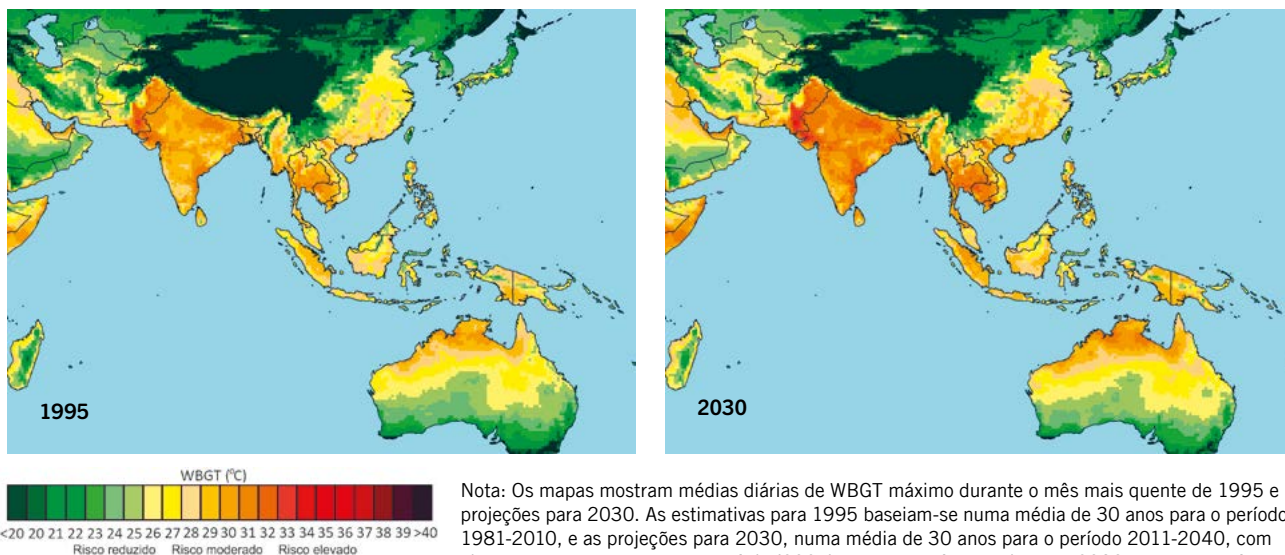 1995
2030
WBGT (°C)
<20 20 21 22 23 24 25 26 27 28 29 30 31 32 33 34 35 36 37 38 39 >40
Risco reduzido Risco moderado Risco elevado
Nota: Os mapas mostram médias diárias de WBGT máximo durante o mês mais quente de 1995 e
projeções para 2030. As estimativas para 1995 baseiam-se numa média de 30 anos para o período
1981-2010, e as projeções para 2030, numa média de 30 anos para o período 2011-2040, com